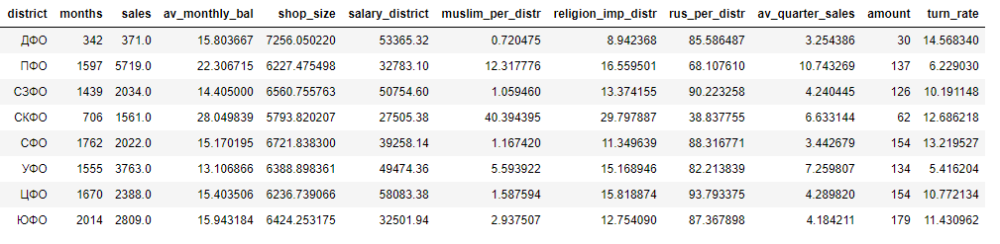 district months sales av_monthly_bal shop_size salary_district muslim_per_distr religion_imp_distr rus_per_distr av_quarter_sales amount turn_rate
ДФО 342 371.0 15.803667 7256.050220 53365.32 0.720475 8.942368 85.586487 3.254386 30 14.568340
ПФО 1597 5719.0 22.306715 6227.475498 32783.10 12.317776 16.559501 68.107610 10.743269 137 6.229030
СЗФО 1439 2034.0 14.405000 6560.755763 50754.60 1.059460 13.374155 90.223258 4.240445 126 10.191148
СКФО 706 1561.0 28.049839 5793.820207 27505.38 40.394395 29.797887 38.837755 6.633144 62 12.686218
СФО 1762 2022.0 15.170195 6721.838300 39258.14 1.167420 11.349639 88.316771 3.442679 154 13.219527
УФО 1555 3763.0 13.106866 6388.898361 49474.36 5.593922 15.168946 82.213839 7.259807 134 5.416204
ЦФО 1670 2388.0 15.403506 6236.739066 58083.38 1.587594 15.818874 93.793375 4.289820 154 10.772134
ЮФО 2014 2809.0 15.943184 6424.253175 32501.94 2.937507 12.754090 87.367898 4.184211 179 11.430962